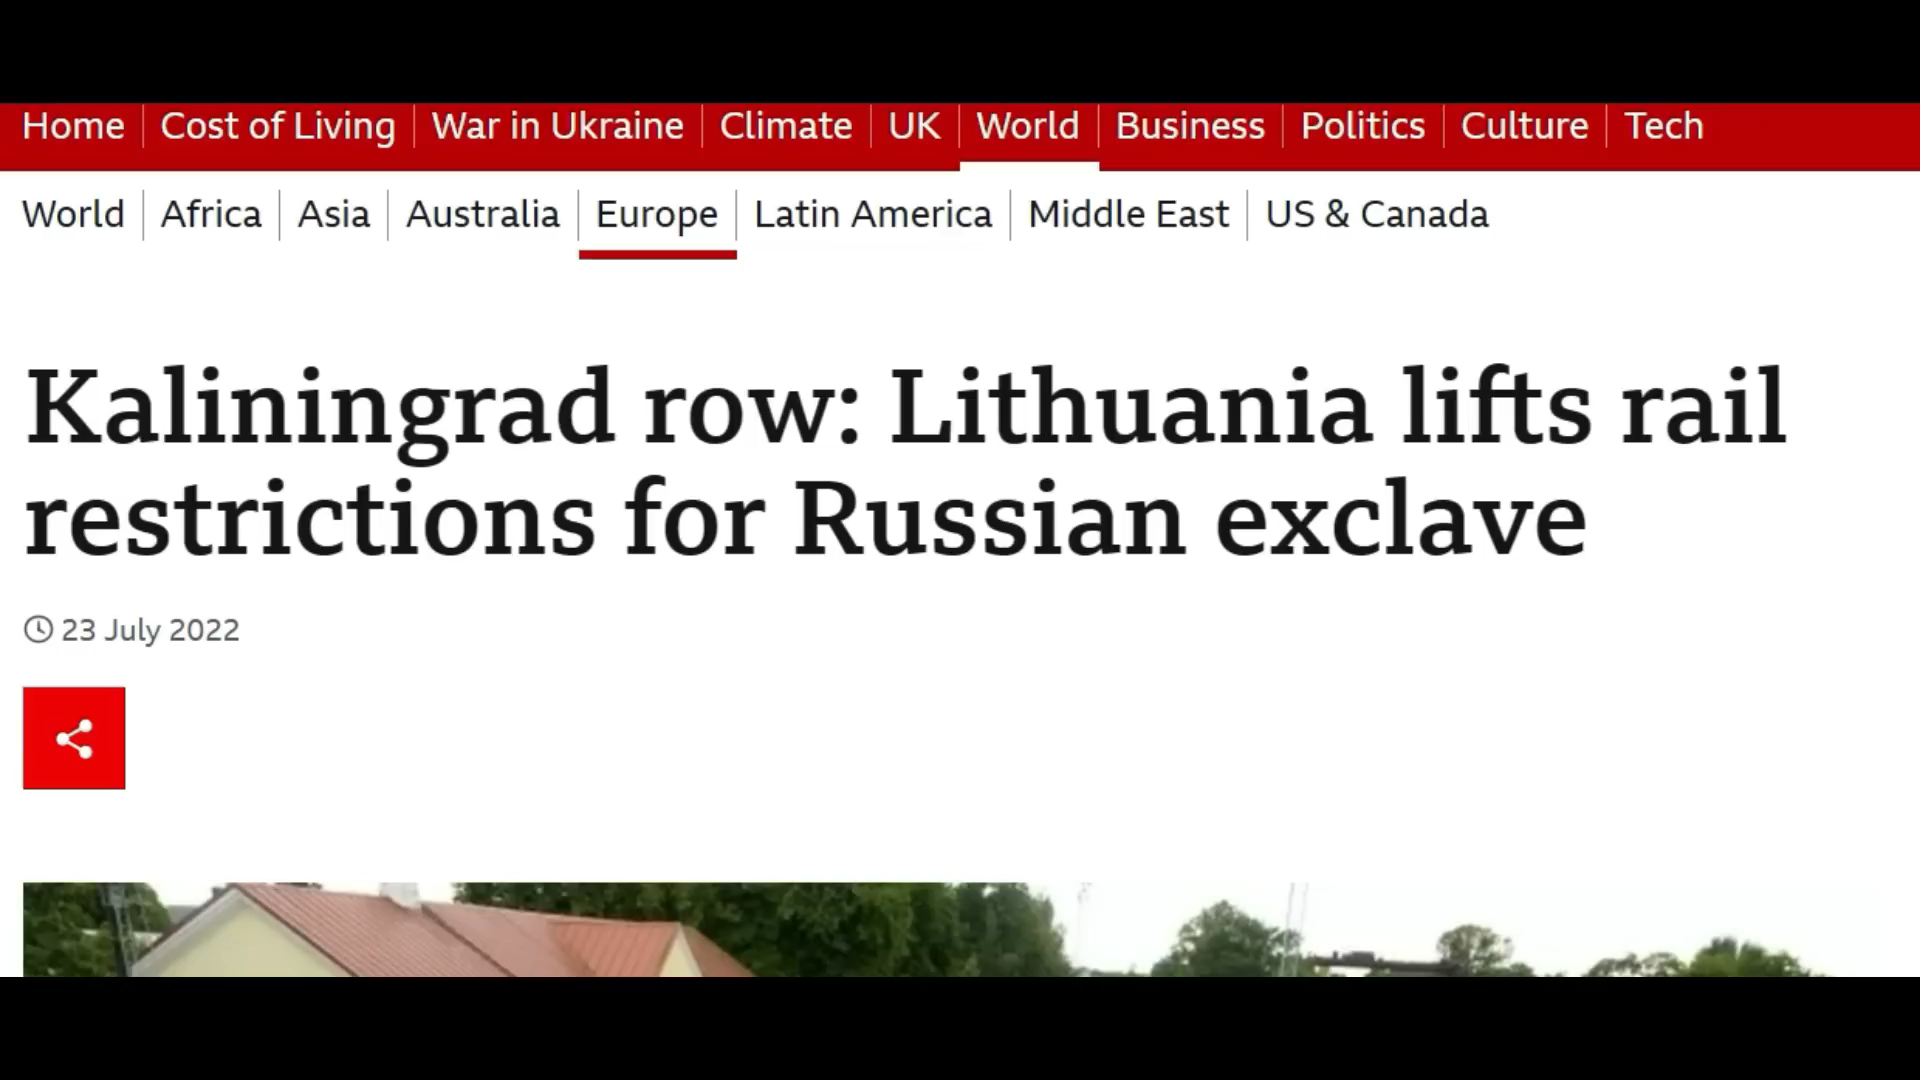 Home Cost of Living War in Ukraine Climate UK World Business Politics Culture Tech
World Africa Asia Australia Europe Latin America Middle East US & Canada
Kaliningrad row: Lithuania lifts rail
restrictions for Russian exclave
23 July 2022